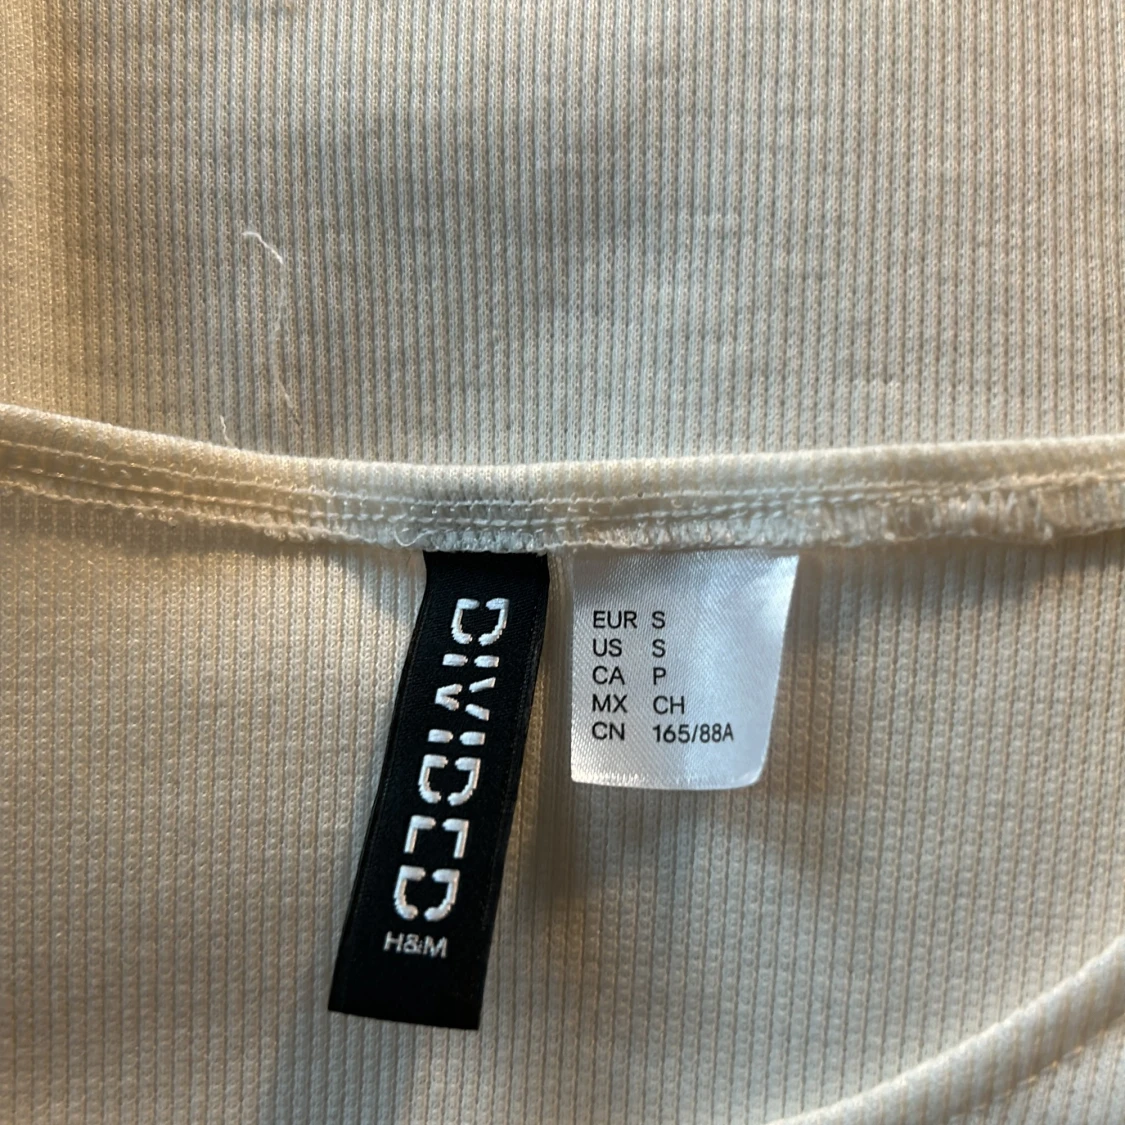 DIVIDED
H&M
EUR S
US S
CA P
MX CH
CN 165/88A